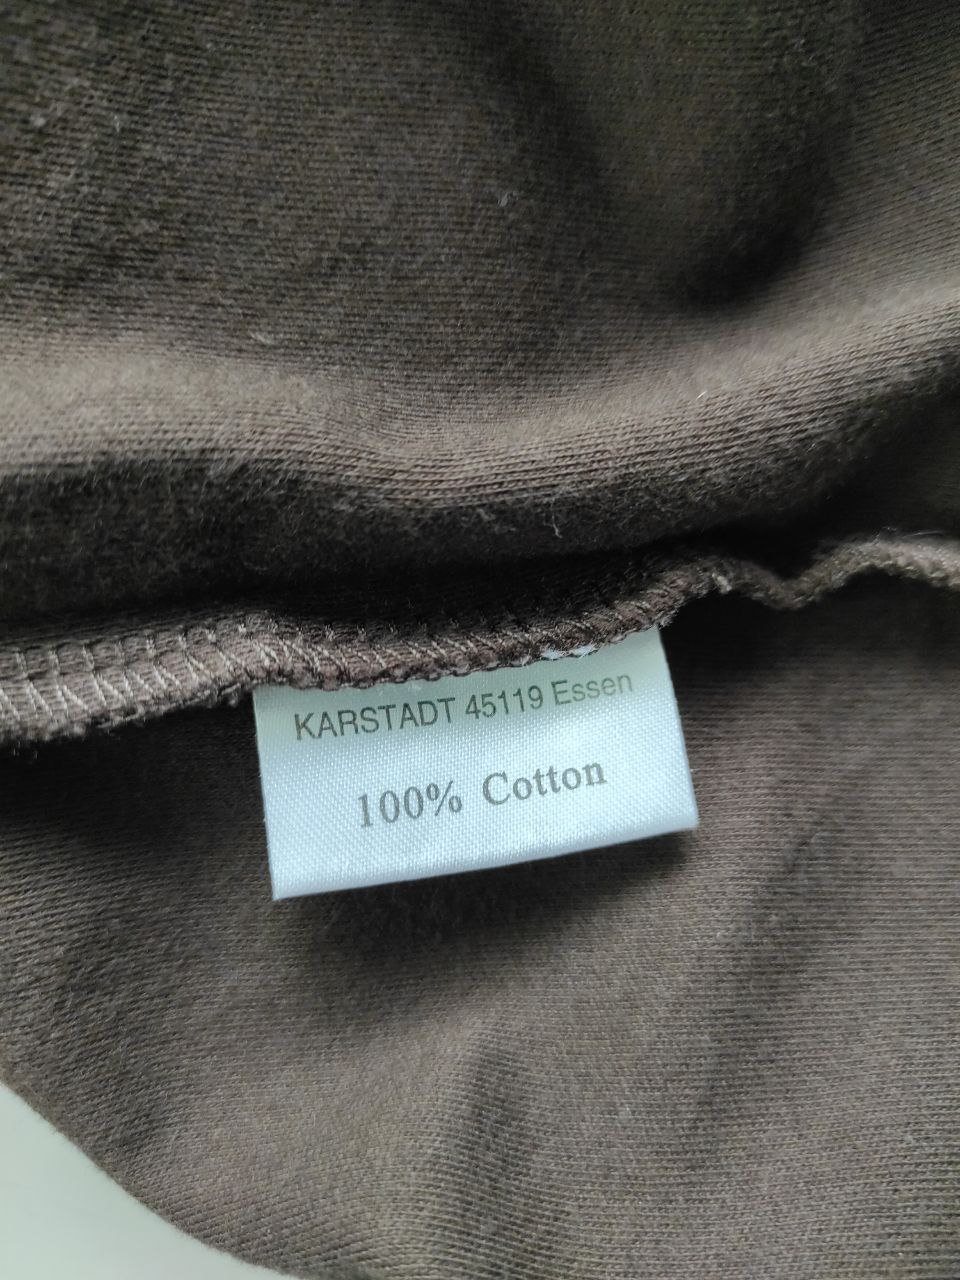 KARSTADT 45119 Essen
100% Cotton